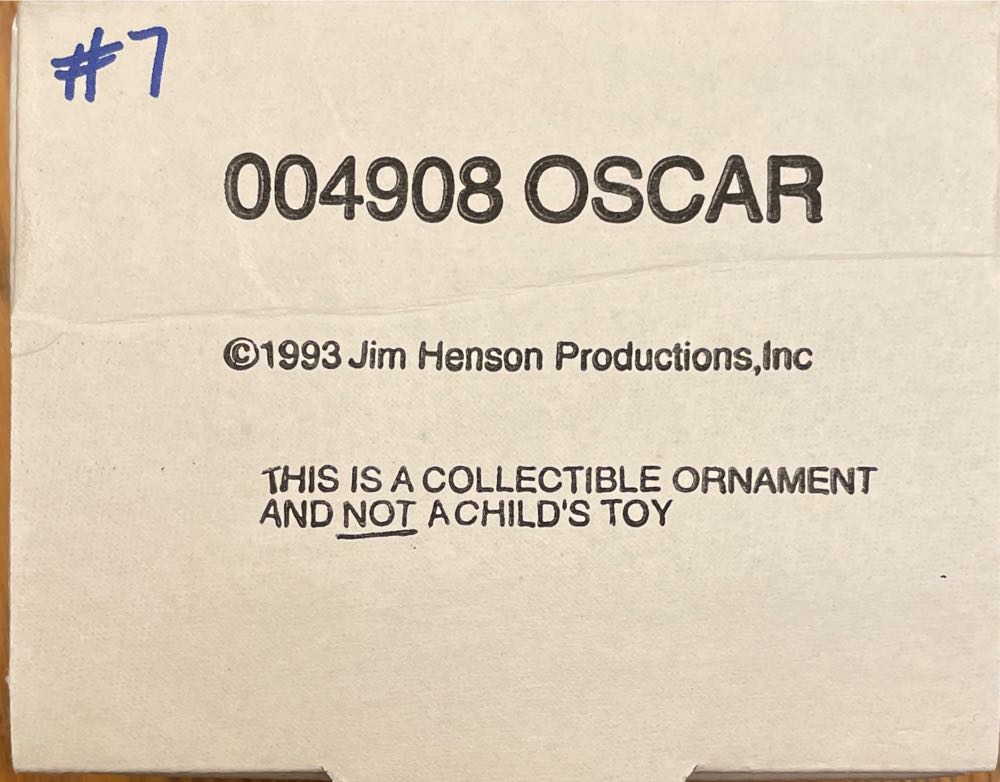 #7
004908 OSCAR
©1993 Jim Henson Productions,Inc
THIS IS A COLLECTIBLE ORNAMENT
AND NOT A CHILD'S TOY